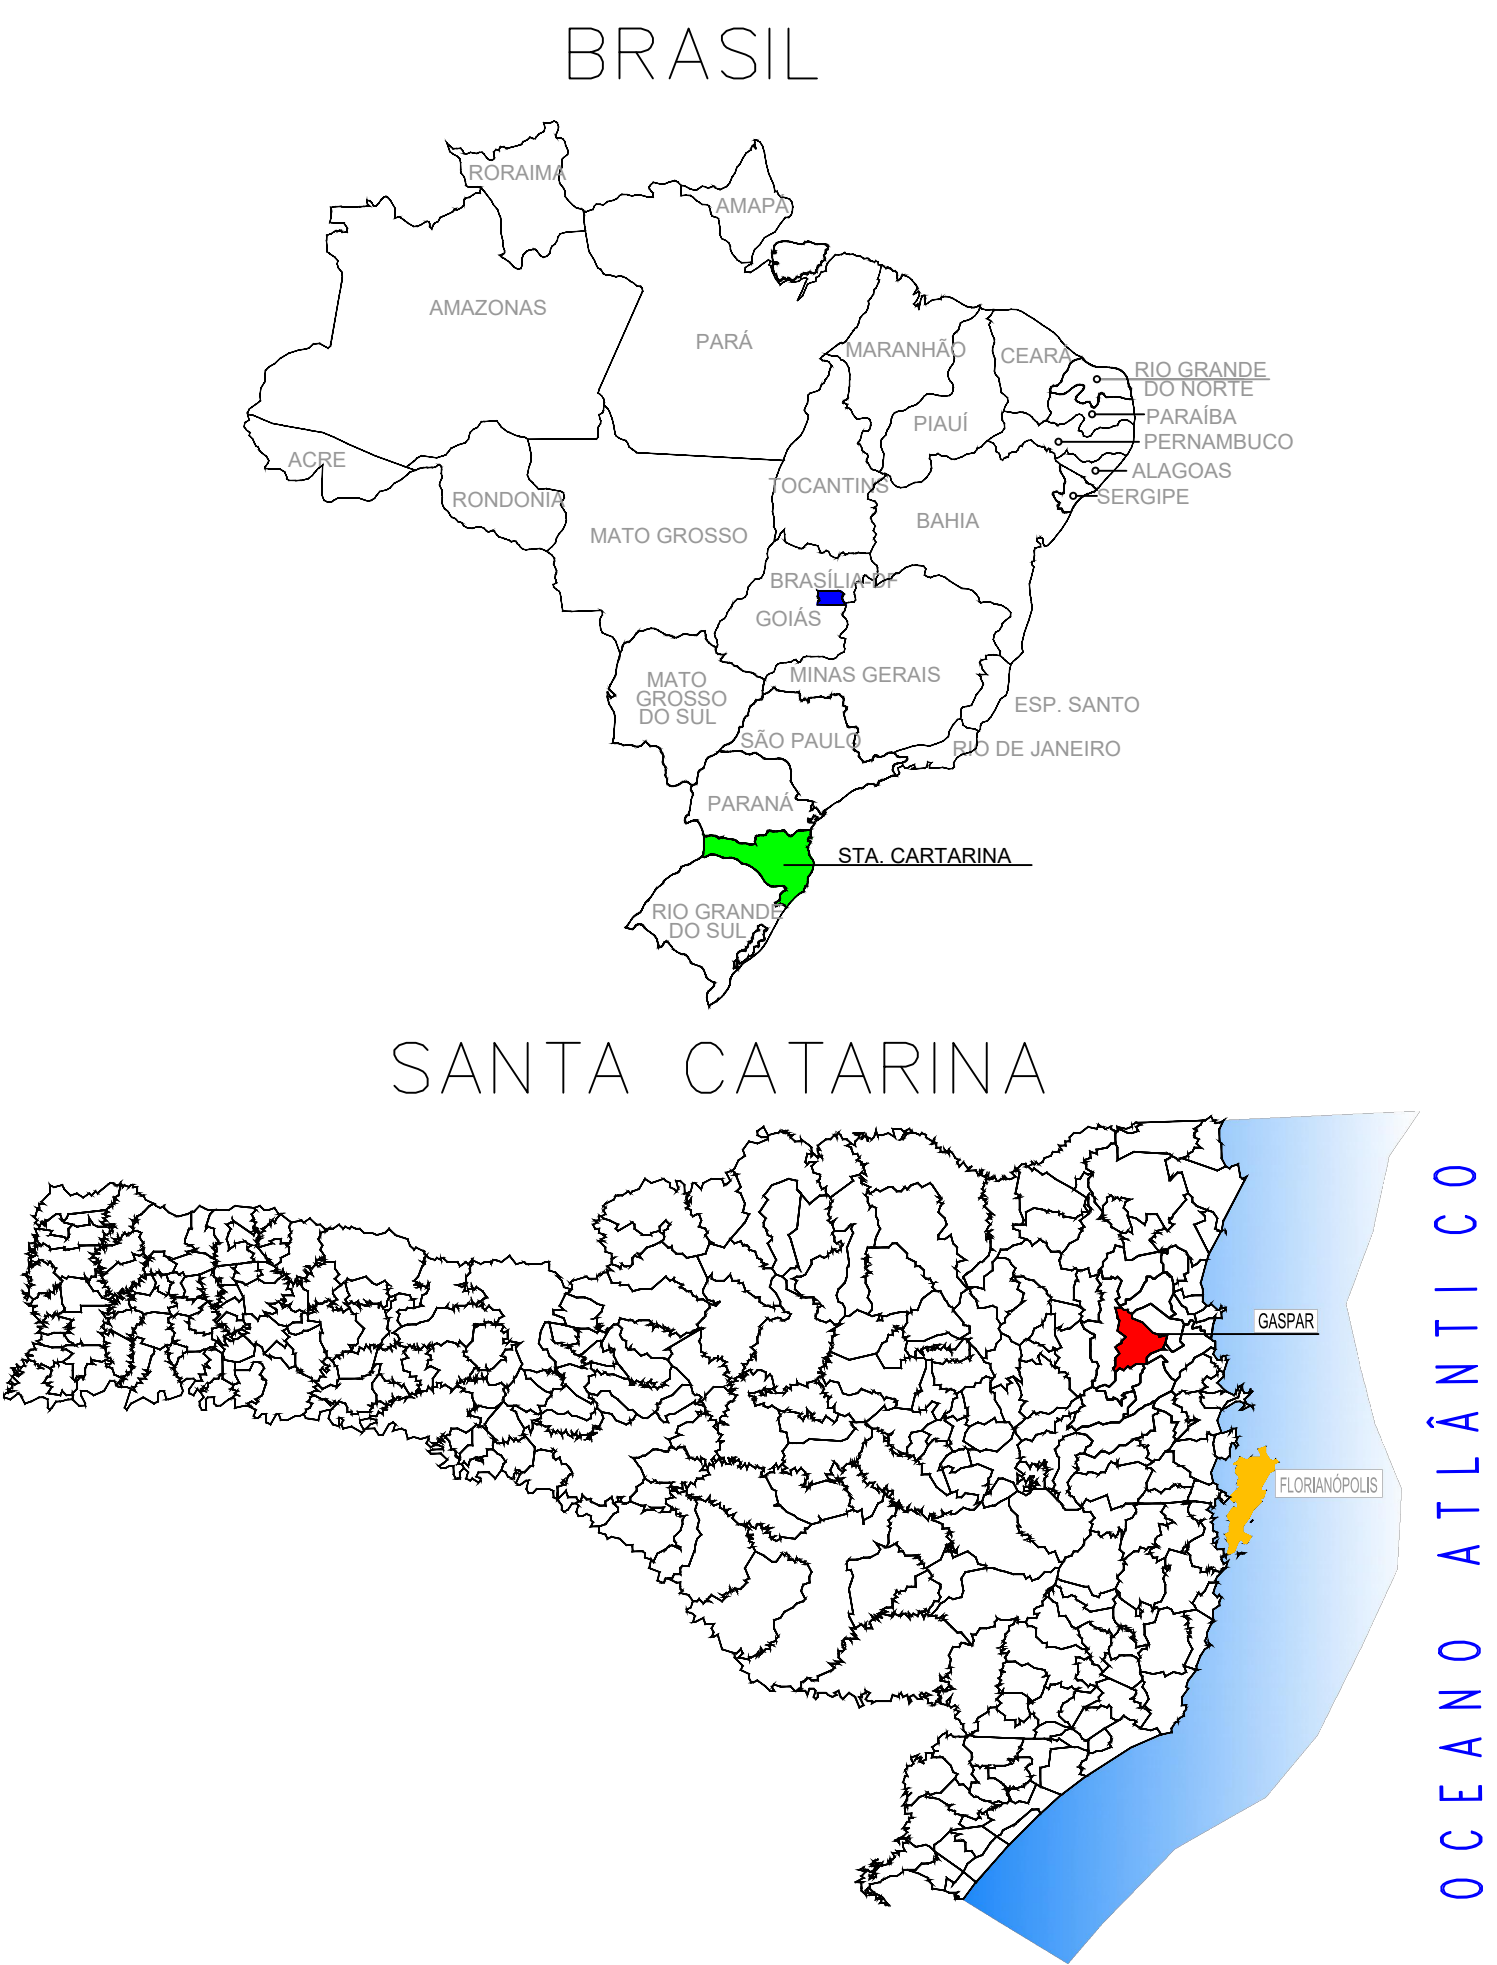 BRASIL
RORAIMA
AMAPÁ
AMAZONAS
PARÁ
MARANHÃO
CEARÁ
RIO GRANDE
DO NORTE
PARAÍBA
PIAUÍ
PERNAMBUCO
ACRE
ALAGOAS
TOCANTINS
SERGIPE
RONDONIA
BAHIA
MATO GROSSO
BRASÍLIA-DF
GOIÁS
MINAS GERAIS
MATO
GROSSO
DO SUL
ESP. SANTO
SÃO PAULO
RIO DE JANEIRO
PARANÁ
STA. CARTARINA
RIO GRANDE
DO SUL
SANTA CATARINA
GASPAR
FLORIANÓPOLIS
OCEANO ATLÂNTICO